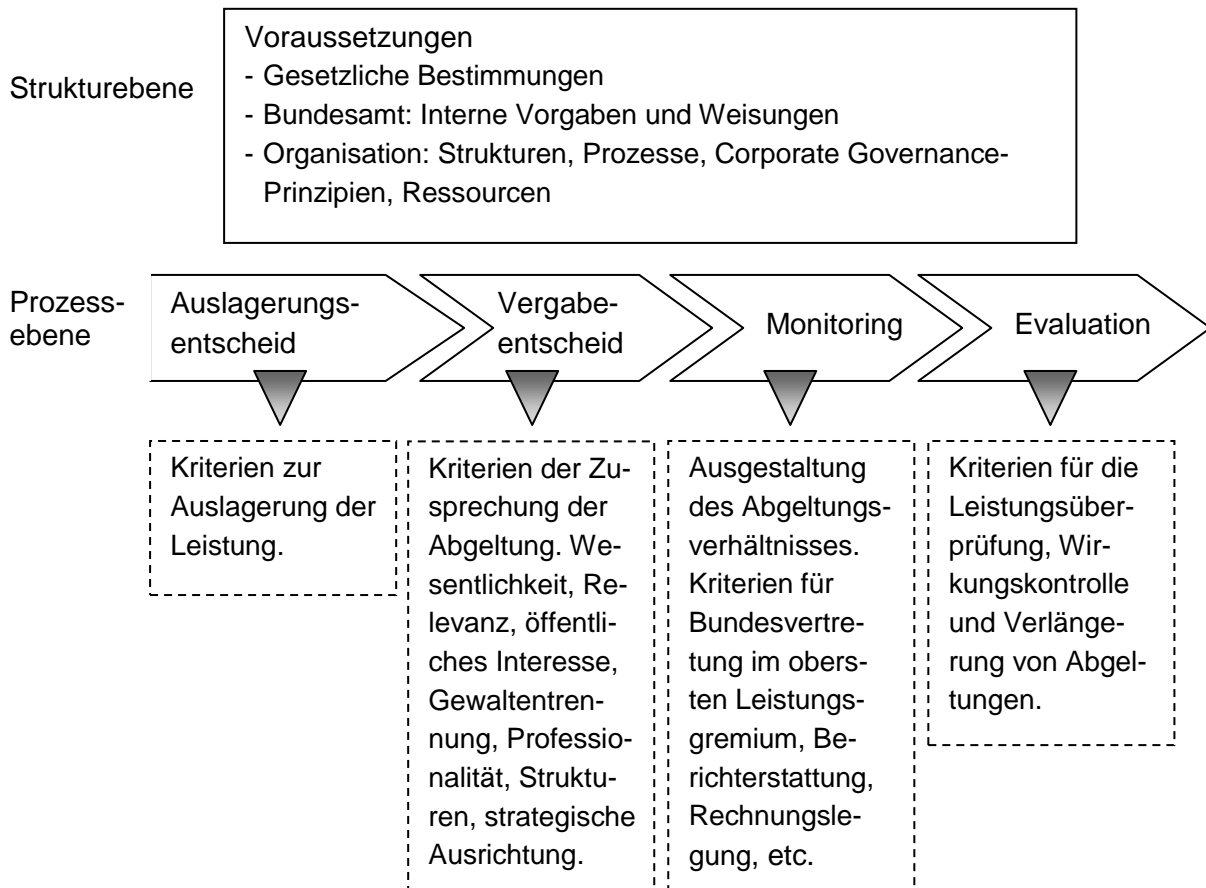 Voraussetzungen
- Gesetzliche Bestimmungen
Strukturebene
- Bundesamt: Interne Vorgaben und Weisungen
- Organisation: Strukturen, Prozesse, Corporate Governance-
Prinzipien, Ressourcen
Prozess-
ebene
Auslagerungs-
entscheid
Vergabe-
entscheid
Monitoring
Evaluation
Kriterien zur
Auslagerung der
Leistung.
Kriterien der Zu-
sprechung der
Abgeltung. We-
sentlichkeit, Re-
levanz, öffentli-
ches Interesse,
Gewaltentren-
nung, Professio-
nalität, Struktu-
ren, strategische
Ausrichtung.
Ausgestaltung
des Abgeltungs-
verhältnisses.
Kriterien für
Bundesvertre-
tung im obers-
ten Leistungs-
gremium, Be-
richterstattung,
Rechnungsle-
gung, etc.
Kriterien für die
Leistungsüber-
prüfung, Wir-
kungskontrolle
und Verlänge-
rung von Abgel-
tungen.